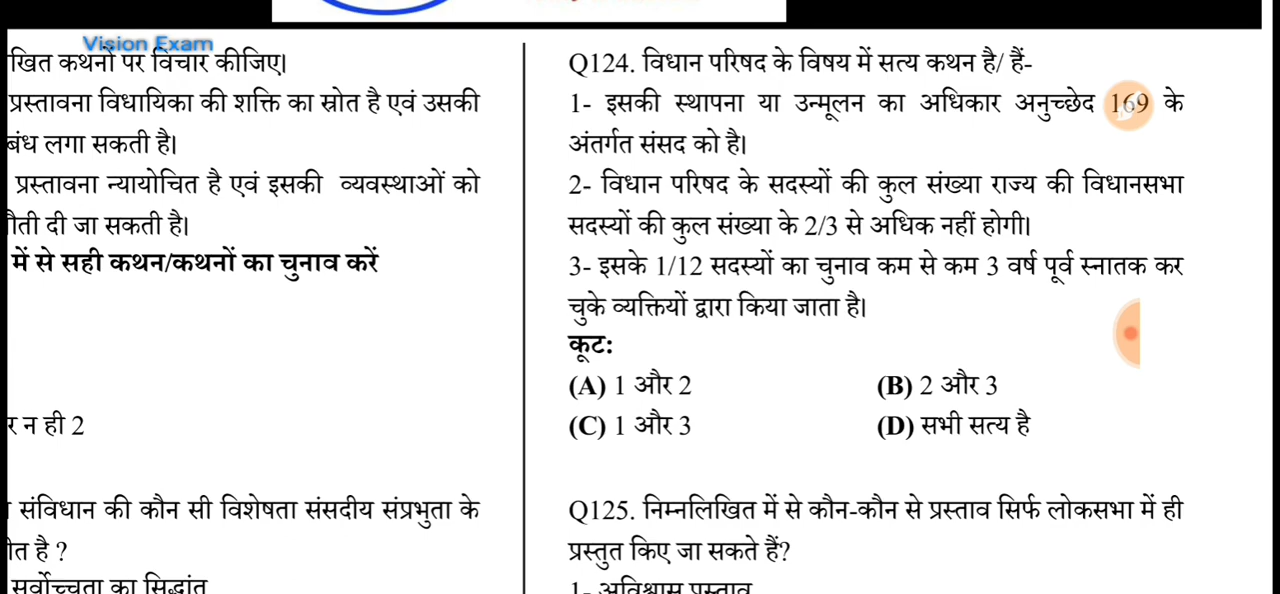 Vision Exam
खित कथनों पर विचार कीजिए।
प्रस्तावना विधायिका की शक्ति का स्रोत है एवं उसकी
बंध लगा सकती है।
प्रस्तावना न्यायोचित है एवं इसकी व्यवस्थाओं को
ती दी जा सकती है।
में से सही कथन/कथनों का चुनाव करें
र न ही 2
संविधान की कौन सी विशेषता संसदीय संप्रभुता के
त है ?
सर्वोच्चता का सिद्धांत
Q124. विधान परिषद के विषय में सत्य कथन है/ हैं-
1- इसकी स्थापना या उन्मूलन का अधिकार अनुच्छेद 169 के
अंतर्गत संसद को है।
2- विधान परिषद के सदस्यों की कुल संख्या राज्य की विधानसभा
सदस्यों की कुल संख्या के 2/3 से अधिक नहीं होगी।
3- इसके 1/12 सदस्यों का चुनाव कम से कम 3 वर्ष पूर्व स्नातक कर
चुके व्यक्तियों द्वारा किया जाता है।
कूट:
(A) 1 और 2 (B) 2 और 3
(C) 1 और 3 (D) सभी सत्य है
Q125. निम्नलिखित में से कौन-कौन से प्रस्ताव सिर्फ लोकसभा में ही
प्रस्तुत किए जा सकते हैं?
1- अविश्वास प्रस्ताव